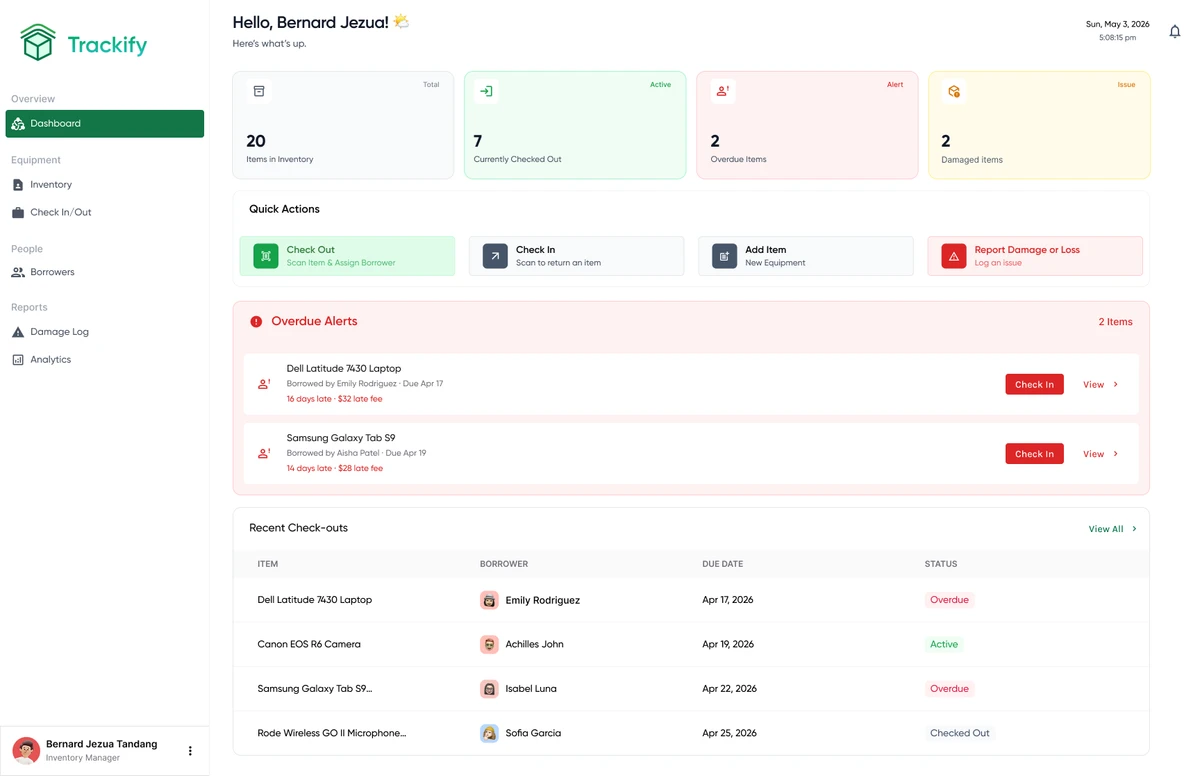 Trackify
Overview
Dashboard
Equipment
Inventory
Check In/Out
People
Borrowers
Reports
Damage Log
Analytics
Bernard Jezua Tandang
Inventory Manager
Hello, Bernard Jezua! 🌤️
Here's what's up.
Sun, May 3, 2026
5:08:15 pm
Total
20
Items in Inventory
Active
7
Currently Checked Out
Alert
2
Overdue Items
Issue
2
Damaged items
Quick Actions
Check Out
Scan Item & Assign Borrower
Check In
Scan to return an item
Add Item
New Equipment
Report Damage or Loss
Log an issue
Overdue Alerts
2 Items
Dell Latitude 7430 Laptop
Borrowed by Emily Rodriguez · Due Apr 17
16 days late · $32 late fee
Check In
View
Samsung Galaxy Tab S9
Borrowed by Aisha Patel · Due Apr 19
14 days late · $28 late fee
Check In
View
Recent Check-outs
View All
ITEM BORROWER DUE DATE STATUS
Dell Latitude 7430 Laptop Emily Rodriguez Apr 17, 2026 Overdue
Canon EOS R6 Camera Achilles John Apr 19, 2026 Active
Samsung Galaxy Tab S9... Isabel Luna Apr 22, 2026 Overdue
Rode Wireless GO II Microphone... Sofia Garcia Apr 25, 2026 Checked Out